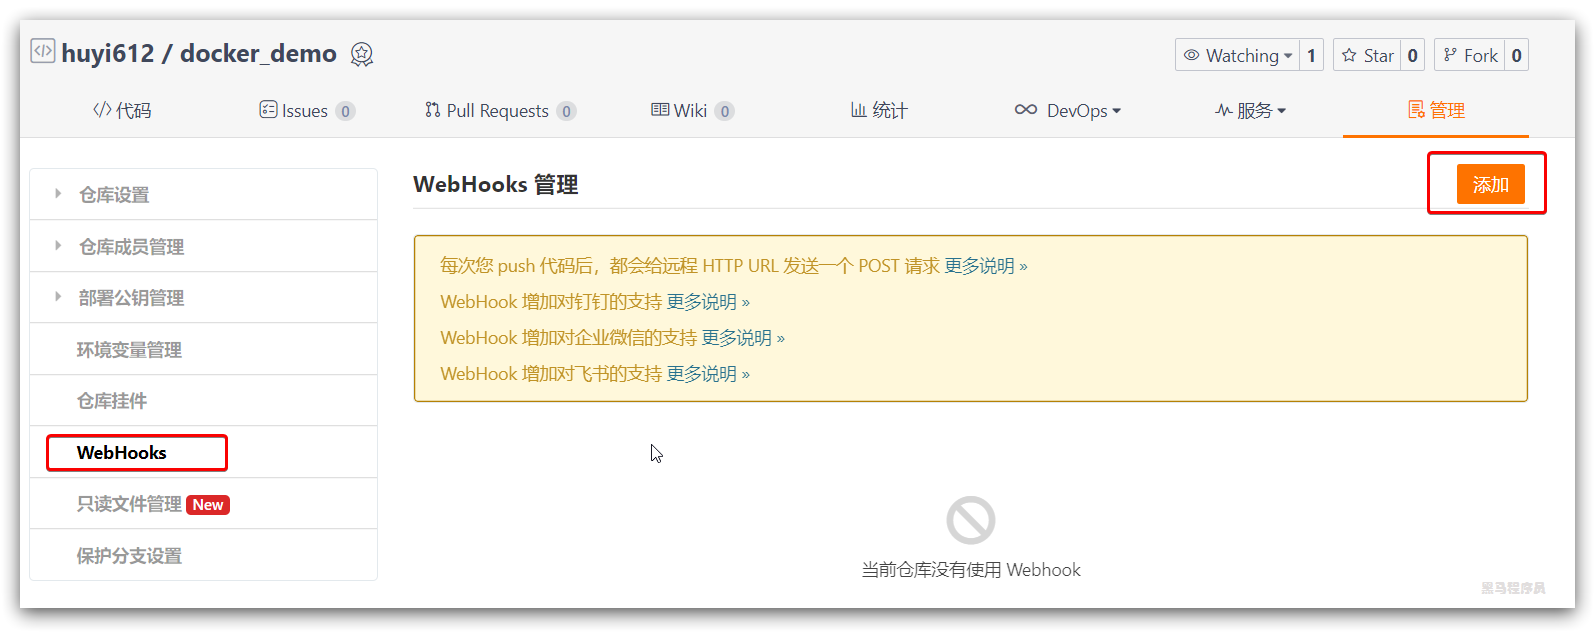 huyi612 / docker_demo
Watching 1 Star 0 Fork 0
代码 Issues 0 Pull Requests 0 Wiki 0 统计 DevOps 服务 管理
仓库设置
仓库成员管理
部署公钥管理
环境变量管理
仓库挂件
WebHooks
只读文件管理 New
保护分支设置
WebHooks 管理
添加
每次您 push 代码后，都会给远程 HTTP URL 发送一个 POST 请求 更多说明 »
WebHook 增加对钉钉的支持 更多说明 »
WebHook 增加对企业微信的支持 更多说明 »
WebHook 增加对飞书的支持 更多说明 »
当前仓库没有使用 Webhook
黑马程序员